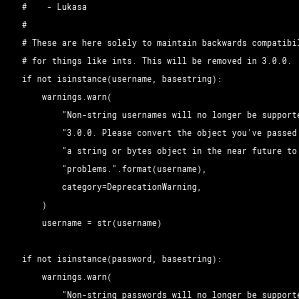 #    - Lukasa
#
# These are here solely to maintain backwards compatibil
# for things like ints. This will be removed in 3.0.0.
if not isinstance(username, basestring):
    warnings.warn(
        "Non-string usernames will no longer be supporte
        "3.0.0. Please convert the object you've passed
        "a string or bytes object in the near future to
        "problems.".format(username),
        category=DeprecationWarning,
    )
    username = str(username)

if not isinstance(password, basestring):
    warnings.warn(
        "Non-string passwords will no longer be supporte